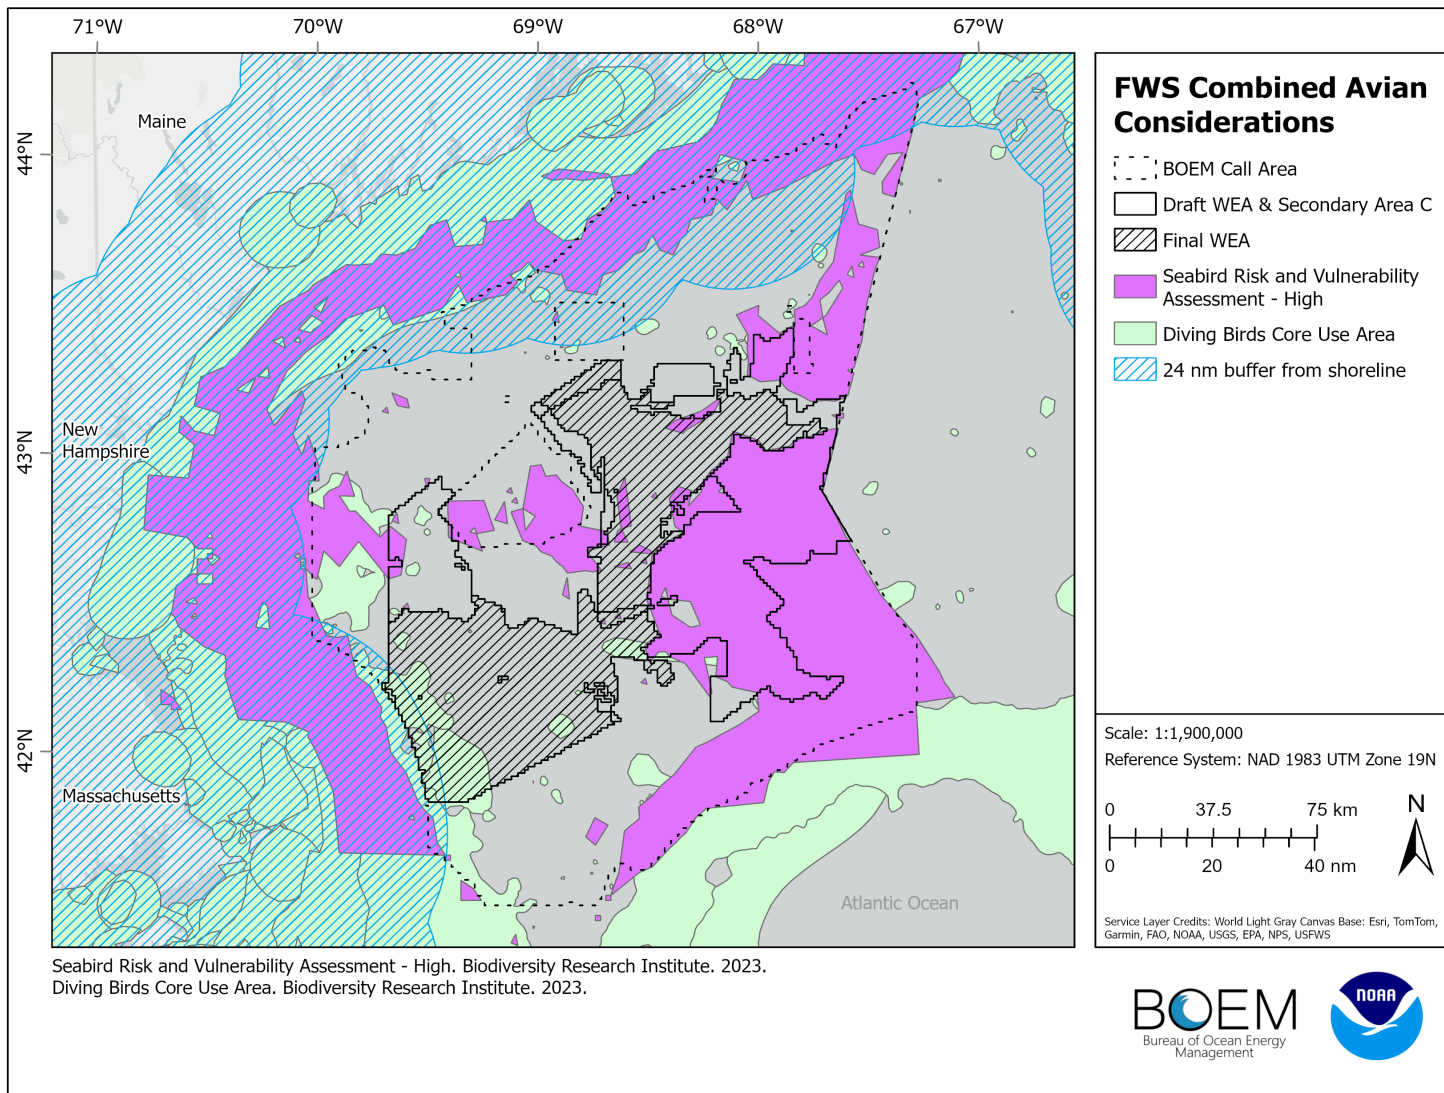 71°W
70°W
69°W
68°W
67°W
44°N
43°N
42°N
Maine
New
Hampshire
Massachusetts
Atlantic Ocean
FWS Combined Avian
Considerations
BOEM Call Area
Draft WEA & Secondary Area C
Final WEA
Seabird Risk and Vulnerability
Assessment - High
Diving Birds Core Use Area
24 nm buffer from shoreline
Scale: 1:1,900,000
Reference System: NAD 1983 UTM Zone 19N
0 37.5 75 km
0 20 40 nm
N
Service Layer Credits: World Light Gray Canvas Base: Esri, TomTom,
Garmin, FAO, NOAA, USGS, EPA, NPS, USFWS
Seabird Risk and Vulnerability Assessment - High. Biodiversity Research Institute. 2023.
Diving Birds Core Use Area. Biodiversity Research Institute. 2023.
BOEM
Bureau of Ocean Energy
Management
NOAA